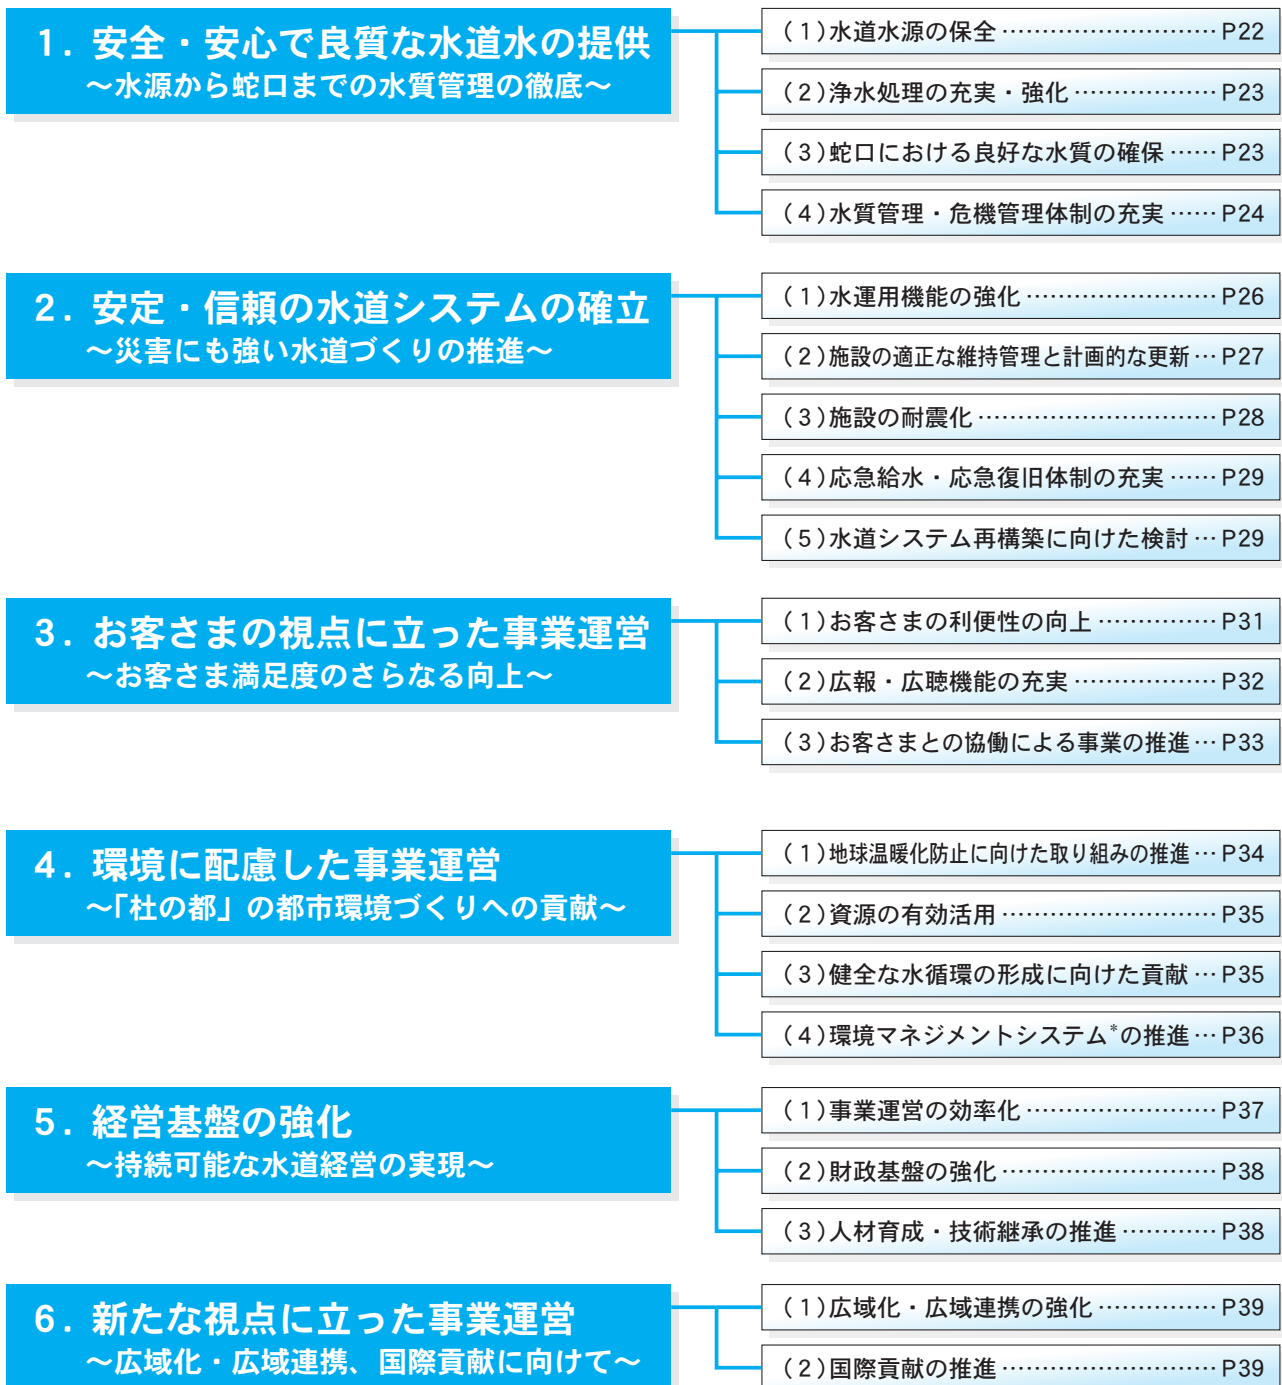 1. 安全・安心で良質な水道水の提供
～水源から蛇口までの水質管理の徹底～
（1）水道水源の保全 ……………………… P22
（2）浄水処理の充実・強化 ……………… P23
（3）蛇口における良好な水質の確保 …… P23
（4）水質管理・危機管理体制の充実 …… P24
2. 安定・信頼の水道システムの確立
～災害にも強い水道づくりの推進～
（1）水運用機能の強化 …………………… P26
（2）施設の適正な維持管理と計画的な更新 … P27
（3）施設の耐震化 ………………………… P28
（4）応急給水・応急復旧体制の充実 …… P29
（5）水道システム再構築に向けた検討 … P29
3. お客さまの視点に立った事業運営
～お客さま満足度のさらなる向上～
（1）お客さまの利便性の向上 …………… P31
（2）広報・広聴機能の充実 ……………… P32
（3）お客さまとの協働による事業の推進 … P33
4. 環境に配慮した事業運営
～「杜の都」の都市環境づくりへの貢献～
（1）地球温暖化防止に向けた取り組みの推進 … P34
（2）資源の有効活用 ……………………… P35
（3）健全な水循環の形成に向けた貢献 … P35
（4）環境マネジメントシステム*の推進 … P36
5. 経営基盤の強化
～持続可能な水道経営の実現～
（1）事業運営の効率化 …………………… P37
（2）財政基盤の強化 ……………………… P38
（3）人材育成・技術継承の推進 ………… P38
6. 新たな視点に立った事業運営
～広域化・広域連携、国際貢献に向けて～
（1）広域化・広域連携の強化 …………… P39
（2）国際貢献の推進 ……………………… P39